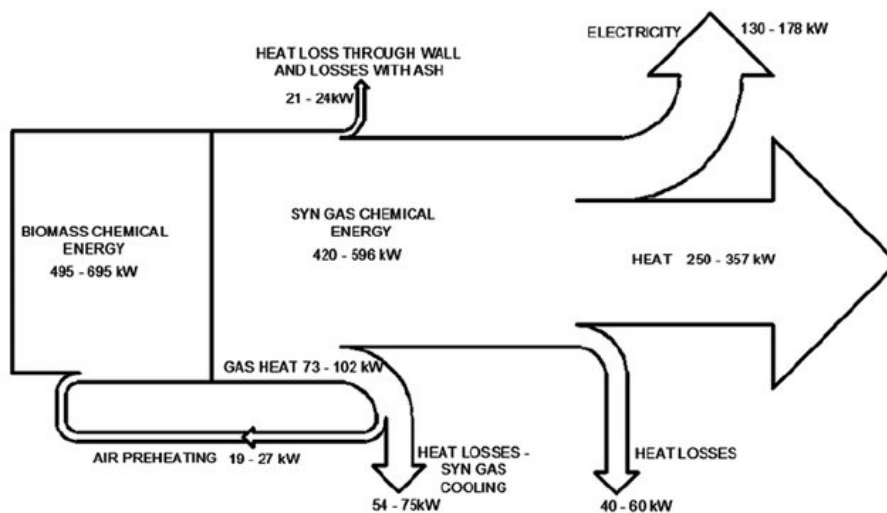 ELECTRICITY
130 - 178 kW
HEAT LOSS THROUGH WALL
AND LOSSES WITH ASH
21 - 24kW
BIOMASS CHEMICAL
ENERGY
495 - 695 kW
SYN GAS CHEMICAL
ENERGY
420 - 596 kW
HEAT 250 - 357 kW
GAS HEAT 73 - 102 kW
AIR PREHEATING 19 - 27 kW
HEAT LOSSES -
SYN GAS
COOLING
54 - 75kW
HEAT LOSSES
40 - 60 kW